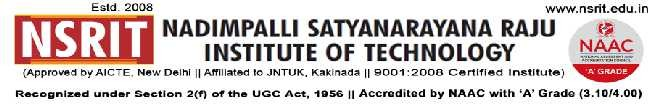 Estd. 2008
www.nsrit.edu.in
NSRIT
NADIMPALLI SATYANARAYANA RAJU
INSTITUTE OF TECHNOLOGY
NAAC
'A' GRADE
(Approved by AICTE, New Delhi || Affiliated to JNTUK, Kakinada || 9001:2008 Certified Institute)
Recognized under Section 2(f) of the UGC Act, 1956 || Accredited by NAAC with 'A' Grade (3.10/4.00)